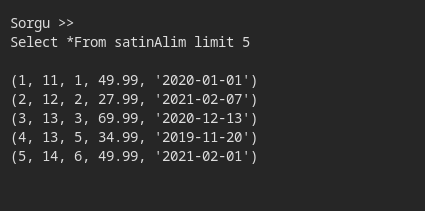 Sorgu >>
Select *From satinAlim limit 5
(1, 11, 1, 49.99, '2020-01-01')
(2, 12, 2, 27.99, '2021-02-07')
(3, 13, 3, 69.99, '2020-12-13')
(4, 13, 5, 34.99, '2019-11-20')
(5, 14, 6, 49.99, '2021-02-01')